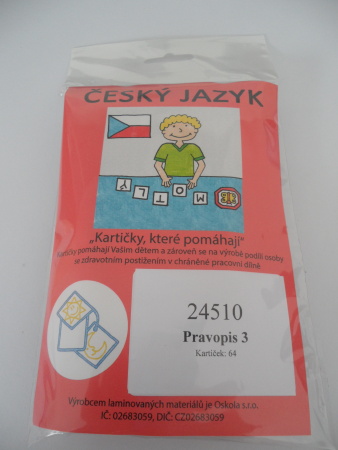 ČESKÝ JAZYK
MOTLÝ
„Kartičky, které pomáhají"
Kartičky pomáhají Vašim dětem a zároveň se na výrobě podílí osoby
se zdravotním postižením v chráněné pracovní dílně
24510
Pravopis 3
Kartiček: 64
Výrobcem laminovaných materiálů je Oskola s.r.o.
IČ: 02683059, DIČ: CZ02683059